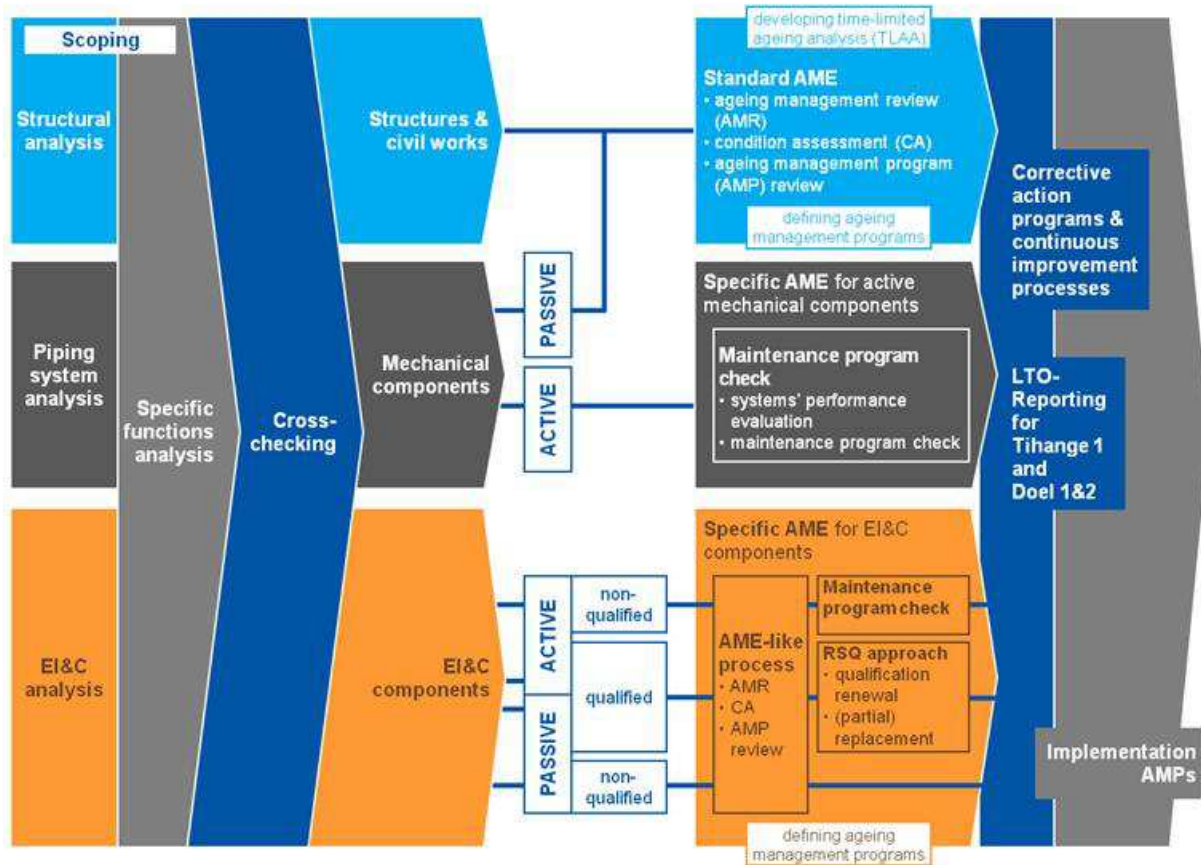 Scoping
Structural
analysis
Piping
system
analysis
EI&C
analysis
Specific
functions
analysis
Cross-
checking
Structures &
civil works
Mechanical
components
EI&C
components
PASSIVE
ACTIVE
ACTIVE
PASSIVE
non-
qualified
qualified
non-
qualified
developing time-limited
ageing analysis (TLAA)
Standard AME
• ageing management review
(AMR)
• condition assessment (CA)
• ageing management program
(AMP) review
defining ageing
management programs
Specific AME for active
mechanical components
Maintenance program
check
• systems' performance
evaluation
• maintenance program check
Specific AME for EI&C
components
AME-like
process
• AMR
• CA
• AMP
review
Maintenance
program check
RSQ approach
• qualification
renewal
• (partial)
replacement
defining ageing
management programs
Corrective
action
programs &
continuous
improvement
processes
LTO-
Reporting
for
Tihange 1
and
Doel 1&2
Implementation
AMPs